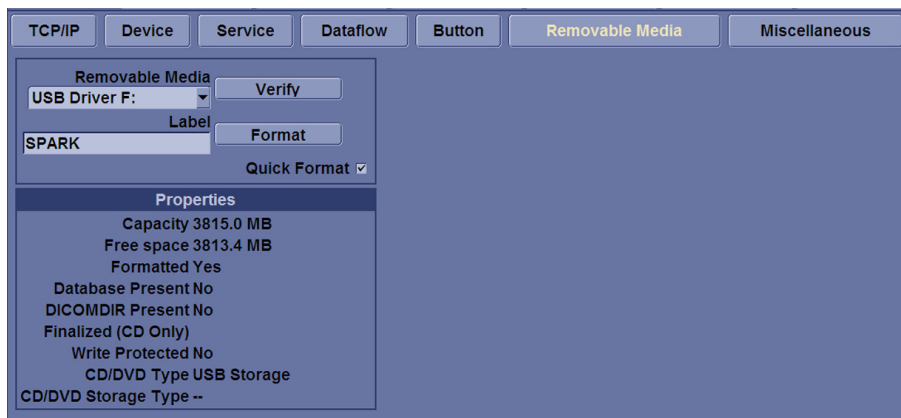 TCP/IP Device Service Dataflow Button Removable Media Miscellaneous
Removable Media
USB Driver F: Verify
Label
SPARK Format
Quick Format
Properties
Capacity 3815.0 MB
Free space 3813.4 MB
Formatted Yes
Database Present No
DICOMDIR Present No
Finalized (CD Only)
Write Protected No
CD/DVD Type USB Storage
CD/DVD Storage Type --